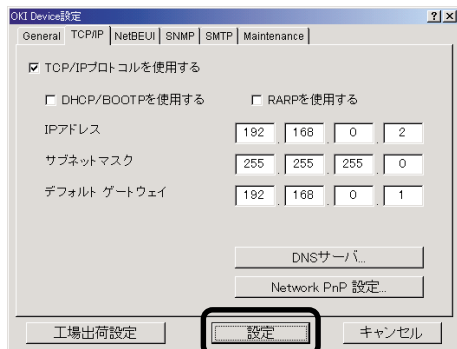 OKI Device設定
General TCP/IP NetBEUI SNMP SMTP Maintenance
TCP/IPプロトコルを使用する
DHCP/BOOTPを使用する RARPを使用する
IPアドレス 192 . 168 . 0 . 2
サブネットマスク 255 . 255 . 255 . 0
デフォルト ゲートウェイ 192 . 168 . 0 . 1
DNSサーバ...
Network PnP 設定...
工場出荷設定 設定 キャンセル